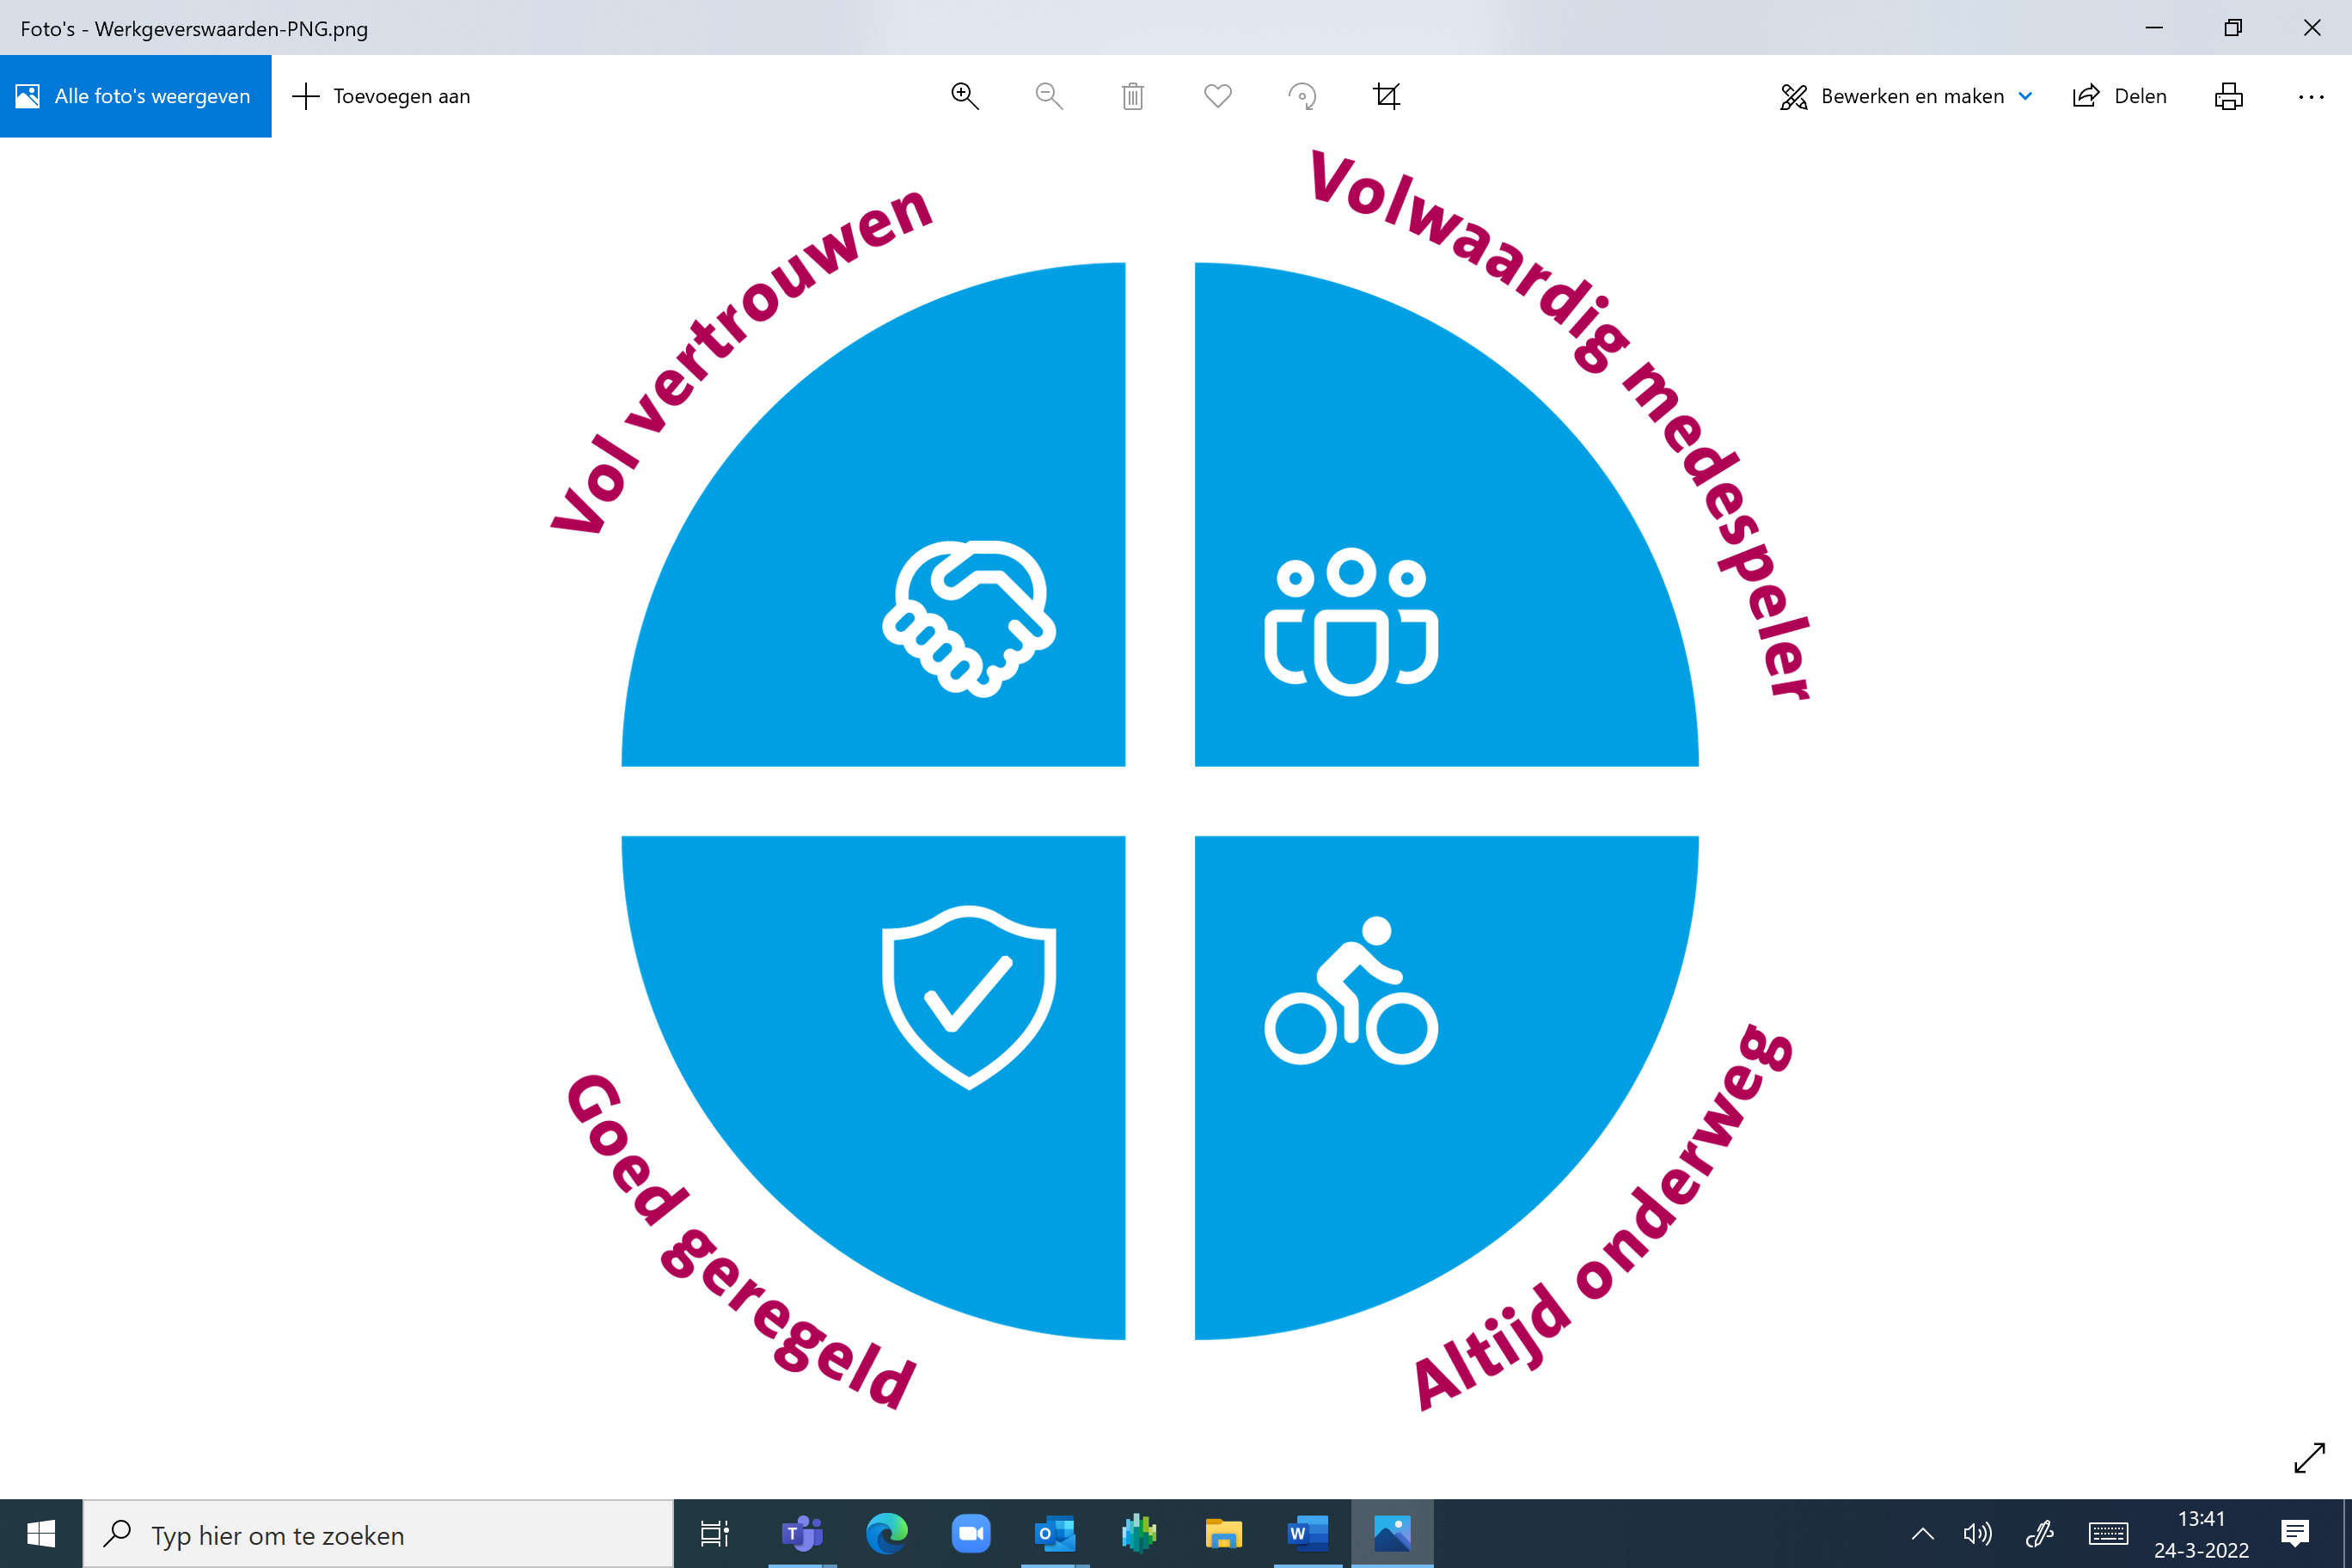 Foto's - Werkgeverswaarden-PNG.png
Alle foto's weergeven
Toevoegen aan
Bewerken en maken
Delen
Vol vertrouwen
Volwaardig medespeler
Goed geregeld
Altijd onderweg
Typ hier om te zoeken
T
O
W
13:41
24-3-2022